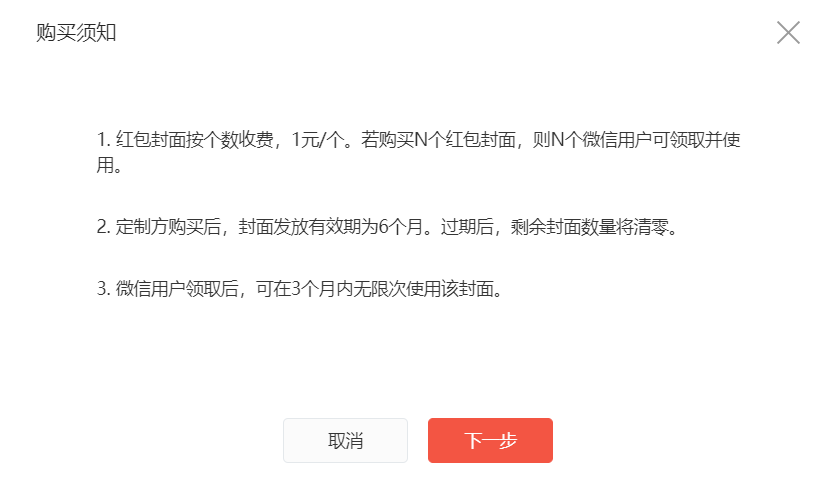 购买须知
1. 红包封面按个数收费，1元/个。若购买N个红包封面，则N个微信用户可领取并使
用。
2. 定制方购买后，封面发放有效期为6个月。过期后，剩余封面数量将清零。
3. 微信用户领取后，可在3个月内无限次使用该封面。
取消
下一步